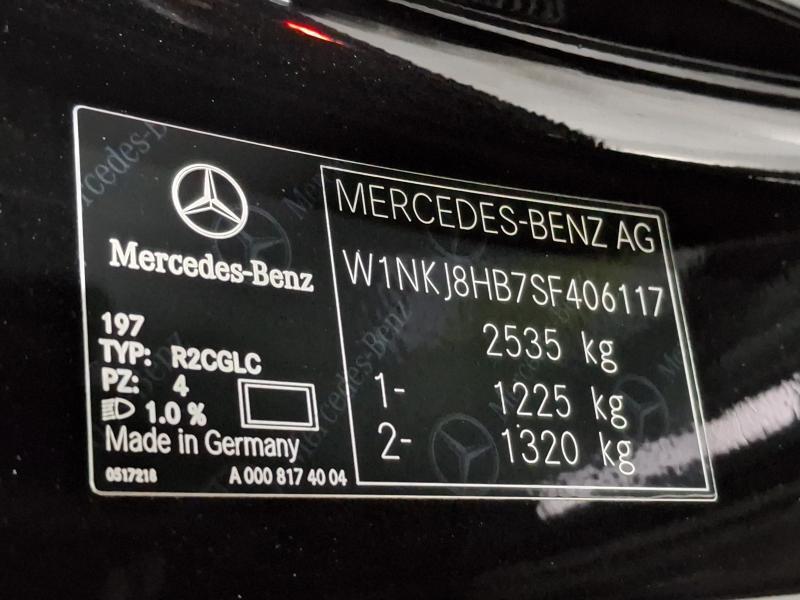 Mercedes-Benz
197
TYP: R2CGLC
PZ: 4
1.0 %
Made in Germany
0517218 A 000 817 40 04
MERCEDES-BENZ AG
W1NKJ8HB7SF406117
2535 kg
1- 1225 kg
2- 1320 kg